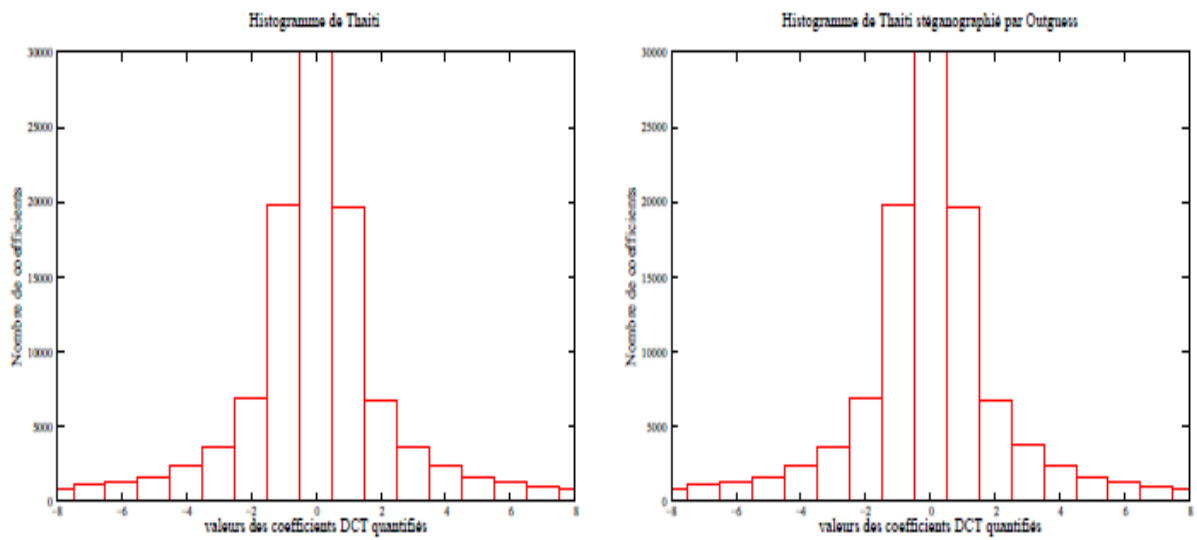 Histogramme de Thaiti
30000
25000
20000
15000
10000
5000
0
Nombre de coefficients
-8 -6 -4 -2 0 2 4 6 8
valeurs des coefficients DCT quantifiés
Histogramme de Thaiti stéganographié par Outguess
30000
25000
20000
15000
10000
5000
0
Nombre de coefficients
-8 -6 -4 -2 0 2 4 6 8
valeurs des coefficients DCT quantifiés